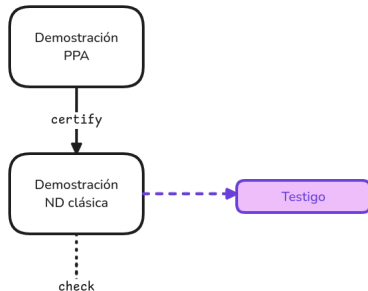 Demostración
PPA
certify
Demostración
ND clásica
Testigo
check